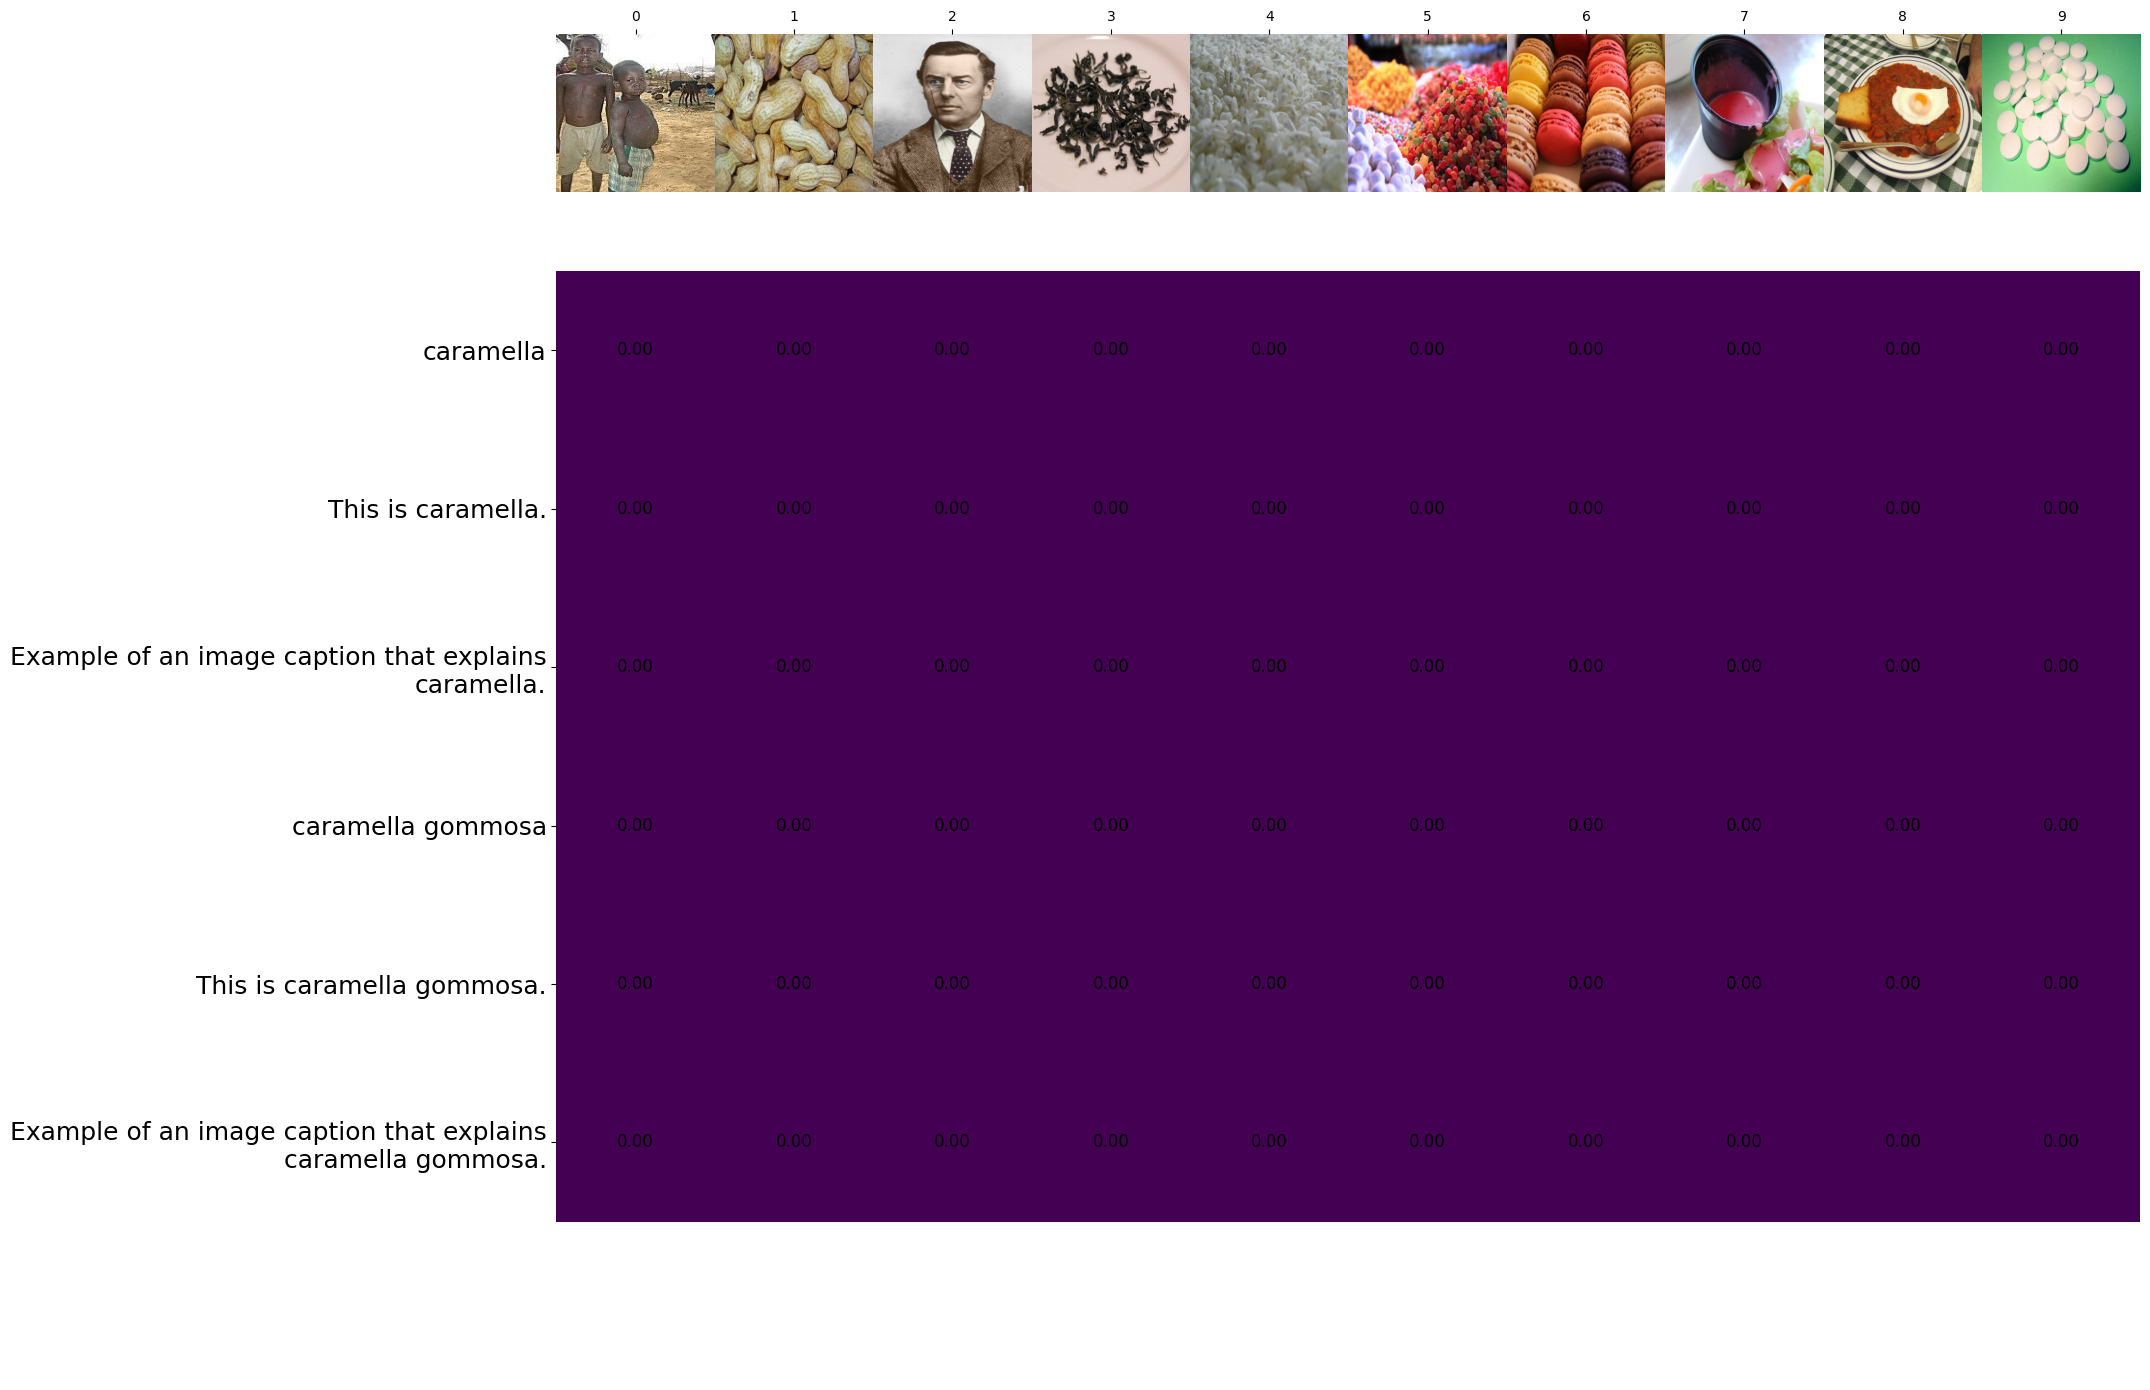 0 1 2 3 4 5 6 7 8 9
caramella 0.00 0.00 0.00 0.00 0.00 0.00 0.00 0.00 0.00 0.00
This is caramella. 0.00 0.00 0.00 0.00 0.00 0.00 0.00 0.00 0.00 0.00
Example of an image caption that explains
caramella. 0.00 0.00 0.00 0.00 0.00 0.00 0.00 0.00 0.00 0.00
caramella gommosa 0.00 0.00 0.00 0.00 0.00 0.00 0.00 0.00 0.00 0.00
This is caramella gommosa. 0.00 0.00 0.00 0.00 0.00 0.00 0.00 0.00 0.00 0.00
Example of an image caption that explains
caramella gommosa. 0.00 0.00 0.00 0.00 0.00 0.00 0.00 0.00 0.00 0.00